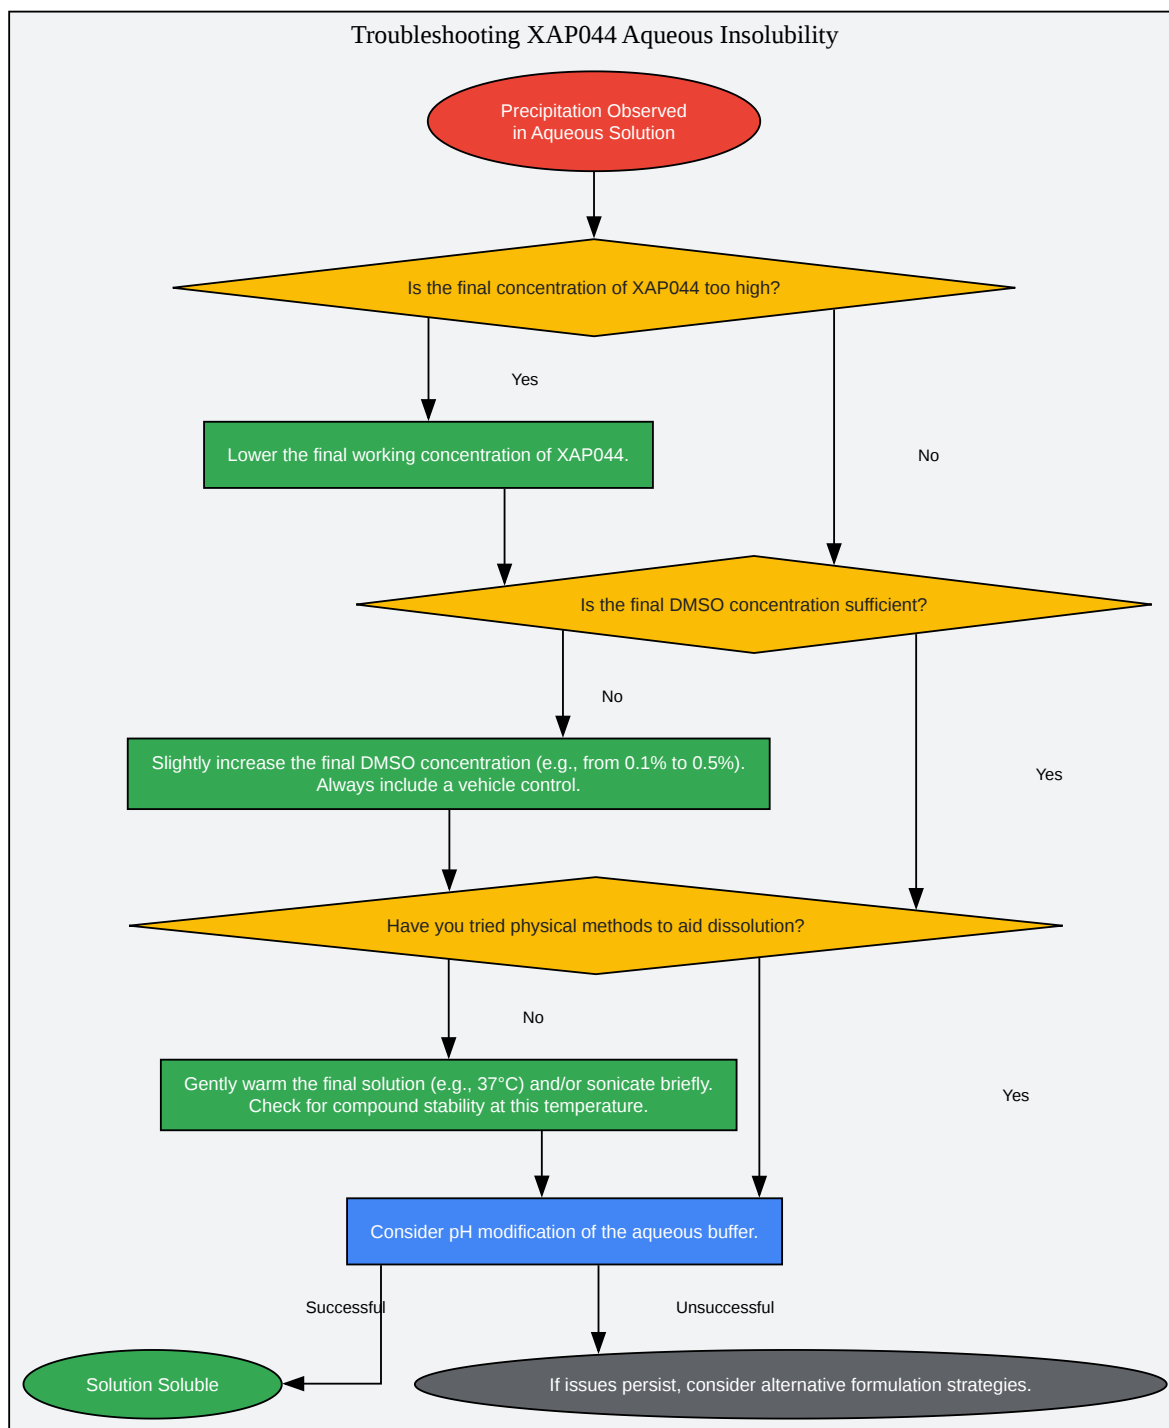 Troubleshooting XAP044 Aqueous Insolubility
Precipitation Observed
in Aqueous Solution
Is the final concentration of XAP044 too high?
Yes
Lower the final working concentration of XAP044.
No
Is the final DMSO concentration sufficient?
No
Slightly increase the final DMSO concentration (e.g., from 0.1% to 0.5%).
Always include a vehicle control.
Yes
Have you tried physical methods to aid dissolution?
No
Gently warm the final solution (e.g., 37°C) and/or sonicate briefly.
Check for compound stability at this temperature.
Yes
Consider pH modification of the aqueous buffer.
Successful
Unsuccessful
Solution Soluble
If issues persist, consider alternative formulation strategies.